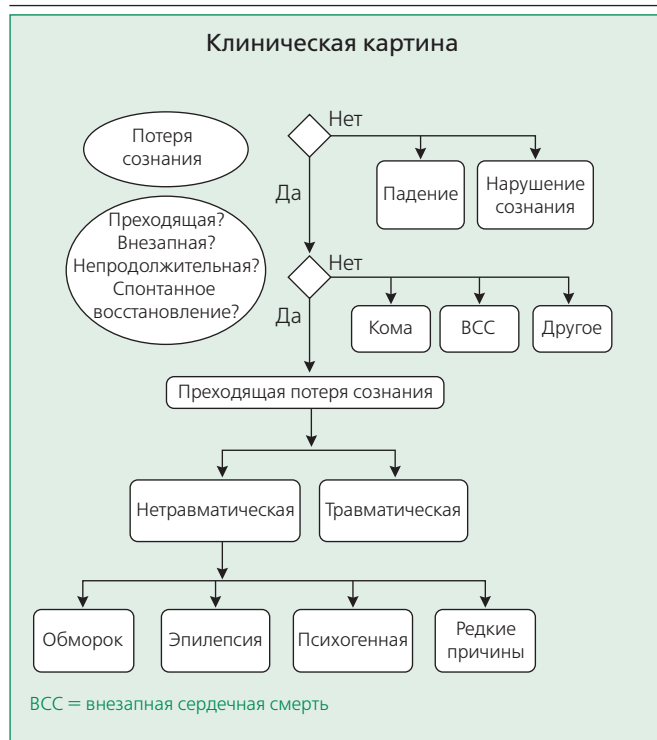 Клиническая картина
Потеря
сознания
Нет
Падение
Нарушение
сознания
Да
Преходящая?
Внезапная?
Непродолжительная?
Спонтанное
восстановление?
Нет
Кома
ВСС
Другое
Да
Преходящая потеря сознания
Нетравматическая
Травматическая
Обморок
Эпилепсия
Психогенная
Редкие
причины
ВСС = внезапная сердечная смерть